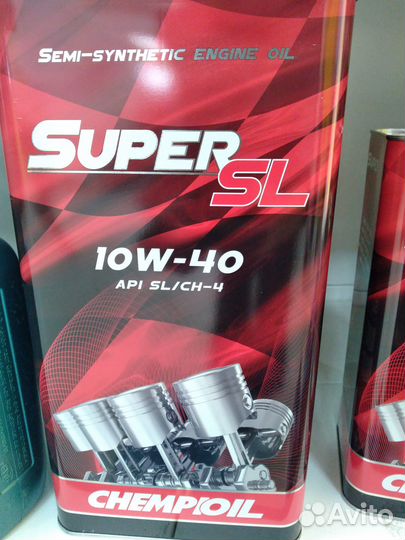 SEMI-SYNTHETIC ENGINE OIL
SUPER
SL
10W-40
API SL/CH-4
CHEMPIOIL
Avito